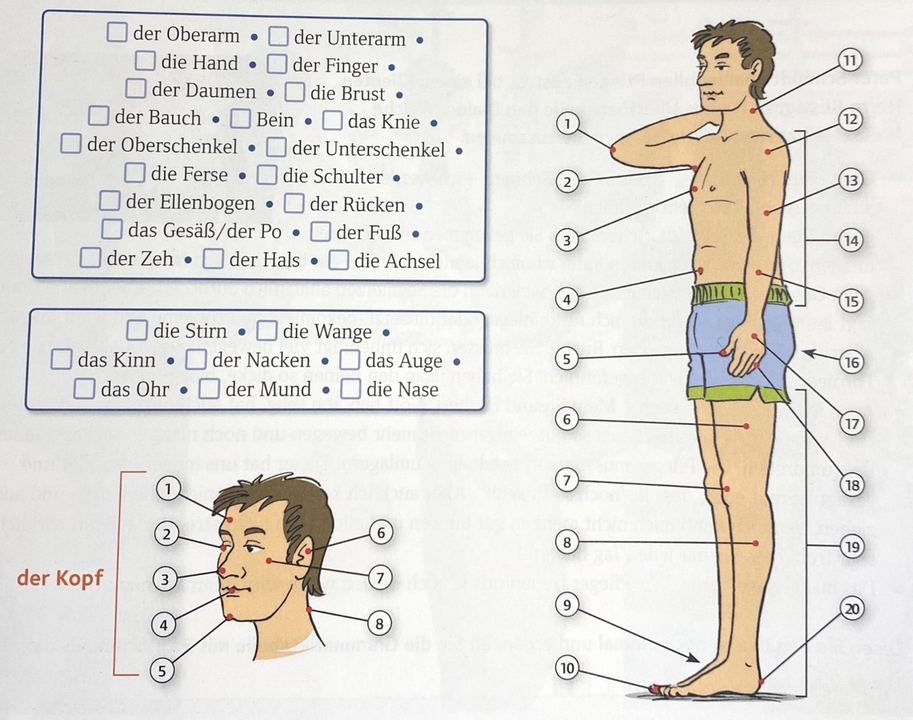 der Oberarm • der Unterarm •
die Hand • der Finger •
der Daumen • die Brust •
der Bauch • Bein • das Knie
der Oberschenkel • der Unterschenkel •
die Ferse • die Schulter
der Ellenbogen • der Rücken •
das Gesäß/der Po • der Fuß •
der Zeh • der Hals • die Achsel
die Stirn • die Wange •
das Kinn • der Nacken • das Auge •
das Ohr • der Mund • die Nase
der Kopf
1
2
3
4
5
6
7
8
1
2
3
4
5
6
7
8
9
10
11
12
13
14
15
16
17
18
19
20